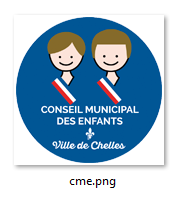 CONSEIL MUNICIPAL
DES ENFANTS
Ville de Chelles
cme.png